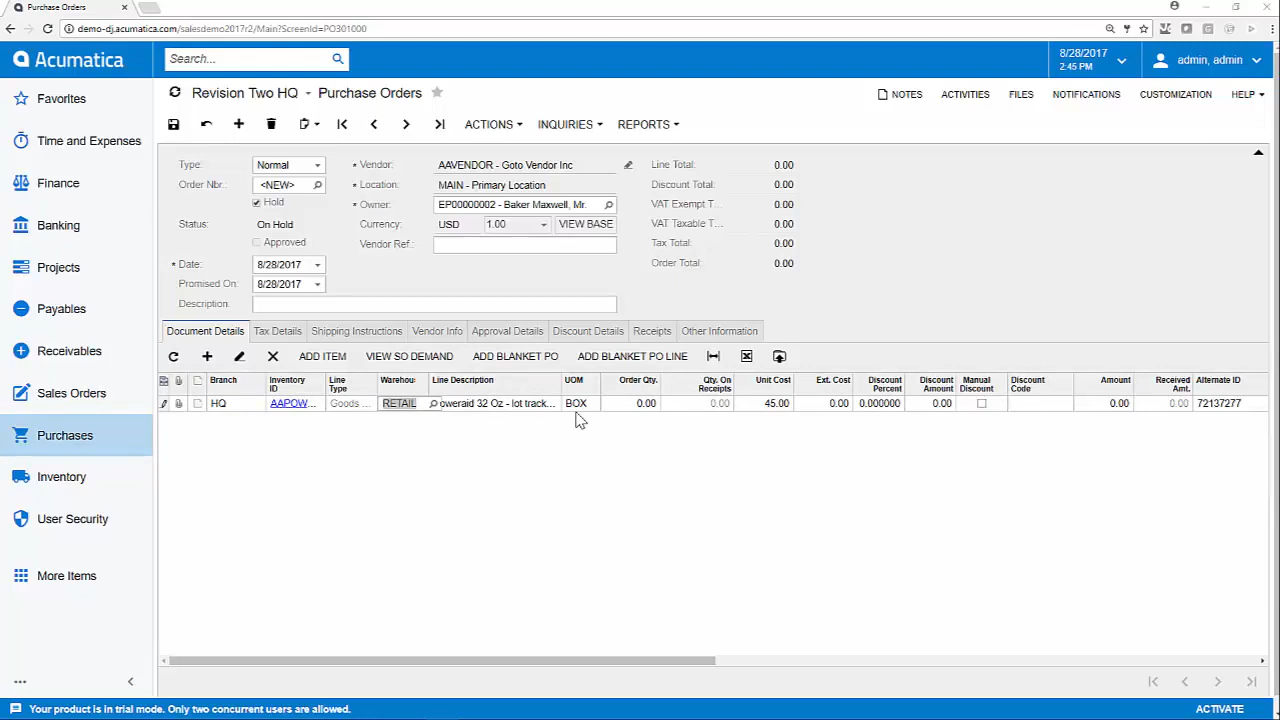 Purchase Orders
demo-dj.acumatica.com/salesdemo2017r2/Main?ScreenId=PO301000
Acumatica
Search...
8/28/2017
2:45 PM
admin, admin
Favorites
Time and Expenses
Finance
Banking
Projects
Payables
Receivables
Sales Orders
Purchases
Inventory
User Security
More Items
Revision Two HQ Purchase Orders
NOTES ACTIVITIES FILES NOTIFICATIONS CUSTOMIZATION HELP
ACTIONS INQUIRIES REPORTS
Type: Normal * Vendor: AAVENDOR - Goto Vendor Inc Line Total: 0.00
Order Nbr.: <NEW> * Location: MAIN - Primary Location Discount Total: 0.00
Hold * Owner: EP00000002 - Baker Maxwell, Mr. VAT Exempt T... 0.00
Status: On Hold Currency: USD 1.00 VIEW BASE VAT Taxable T... 0.00
Approved Vendor Ref.: Tax Total: 0.00
* Date: 8/28/2017 Order Total: 0.00
Promised On: 8/28/2017
Description:
Document Details Tax Details Shipping Instructions Vendor Info Approval Details Discount Details Receipts Other Information
ADD ITEM VIEW SO DEMAND ADD BLANKET PO ADD BLANKET PO LINE
Branch Inventory ID Line Type Warehou: Line Description UOM Order Qty. Qty. On Receipts Unit Cost Ext. Cost Discount Percent Discount Amount Manual Discount Discount Code Amount Received Amt. Alternate ID
HQ AAPOW... Goods ... RETAIL oweraid 32 Oz - lot track... BOX 0.00 0.00 45.00 0.00 0.000000 0.00 0.00 0.00 72137277
Your product is in trial mode. Only two concurrent users are allowed.
ACTIVATE